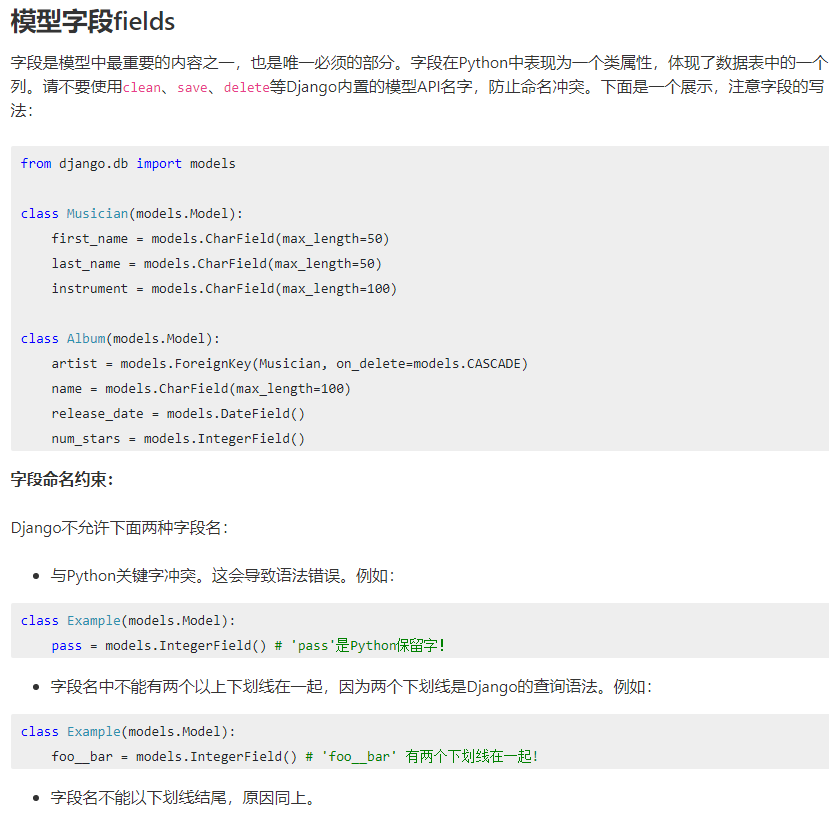 模型字段fields
字段是模型中最重要的内容之一，也是唯一必须的部分。字段在Python中表现为一个类属性，体现了数据表中的一个
列。请不要使用clean、save、delete等Django内置的模型API名字，防止命名冲突。下面是一个展示，注意字段的写
法：
from django.db import models
class Musician(models.Model):
    first_name = models.CharField(max_length=50)
    last_name = models.CharField(max_length=50)
    instrument = models.CharField(max_length=100)
class Album(models.Model):
    artist = models.ForeignKey(Musician, on_delete=models.CASCADE)
    name = models.CharField(max_length=100)
    release_date = models.DateField()
    num_stars = models.IntegerField()
字段命名约束：
Django不允许下面两种字段名：
• 与Python关键字冲突。这会导致语法错误。例如：
class Example(models.Model):
    pass = models.IntegerField() # 'pass'是Python保留字！
• 字段名中不能有两个以上下划线在一起，因为两个下划线是Django的查询语法。例如：
class Example(models.Model):
    foo__bar = models.IntegerField() # 'foo__bar' 有两个下划线在一起!
• 字段名不能以下划线结尾，原因同上。